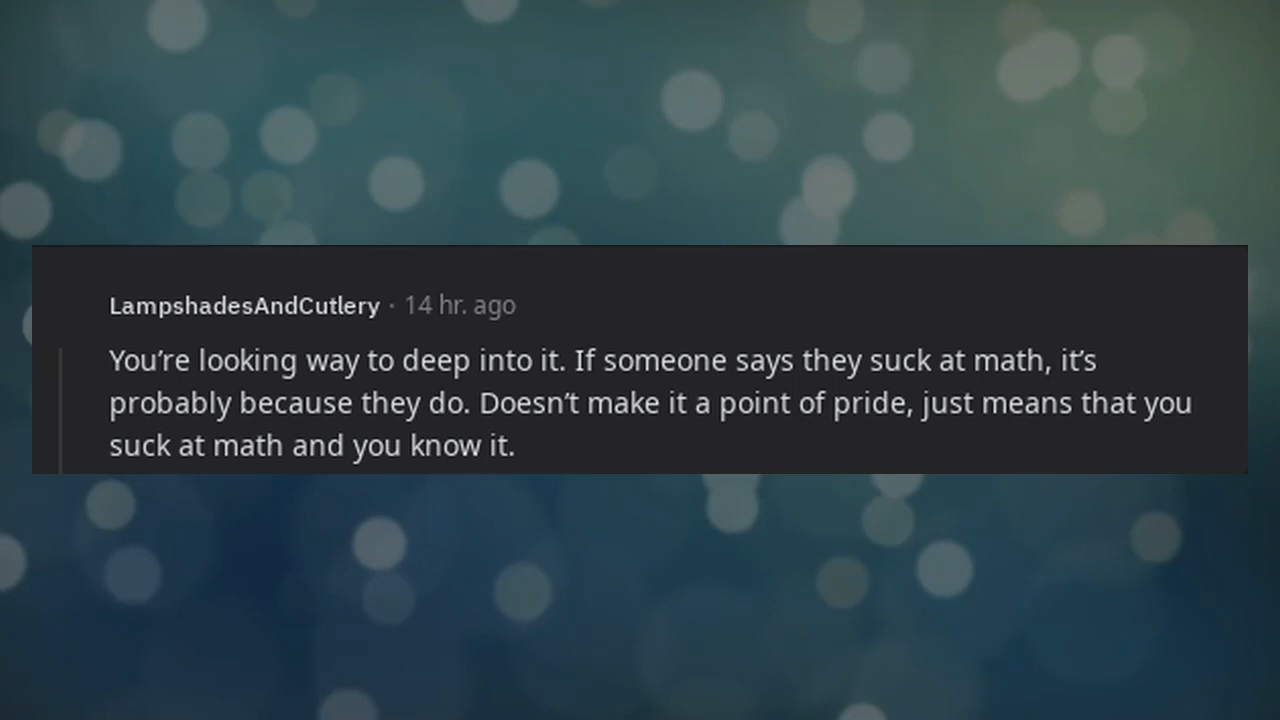 LampshadesAndCutlery · 14 hr. ago
You’re looking way to deep into it. If someone says they suck at math, it’s
probably because they do. Doesn’t make it a point of pride, just means that you
suck at math and you know it.